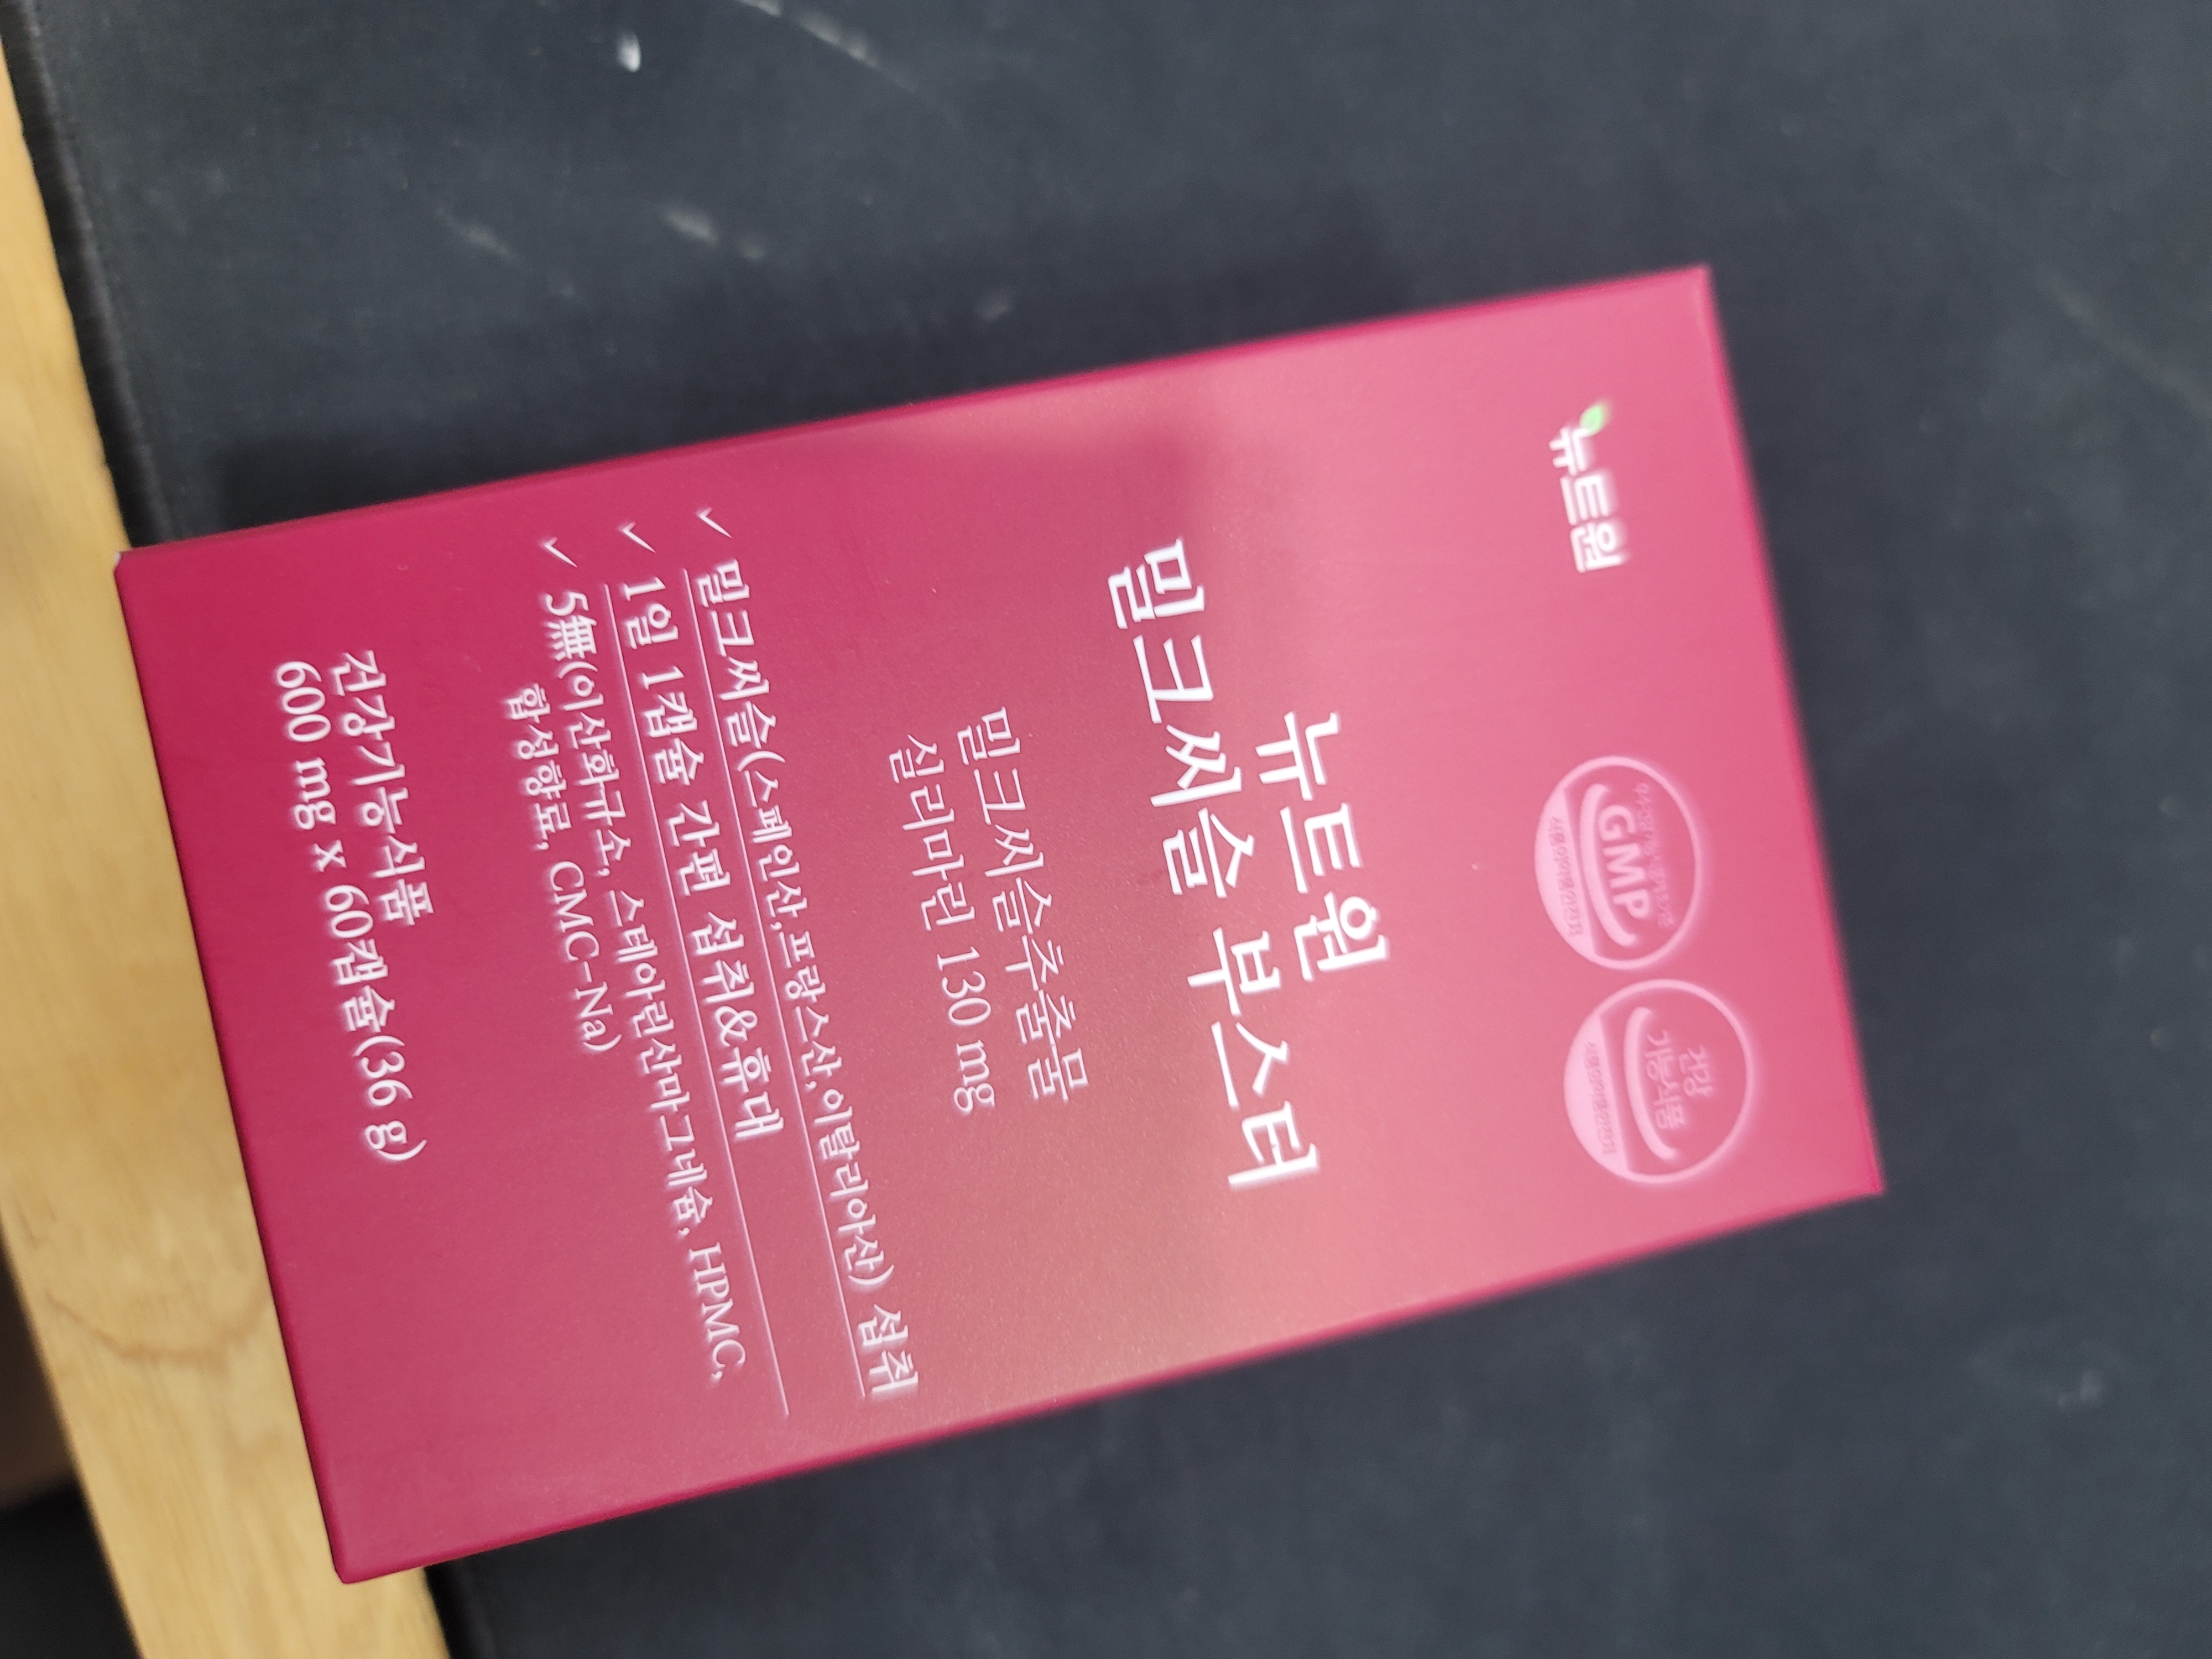 뉴트원
GMP
건강
기능식품
뉴트원
밀크씨슬 부스터
밀크씨슬추출물
실리마린 130 mg
✓ 밀크씨슬(스페인산,프랑스산,이탈리아산) 섭취
✓ 1일 1캡슐 간편 섭취&휴대
✓ 5無(이산화규소, 스테아린산마그네슘, HPMC,
합성향료, CMC-Na)
건강기능식품
600 mg x 60캡슐(36 g)